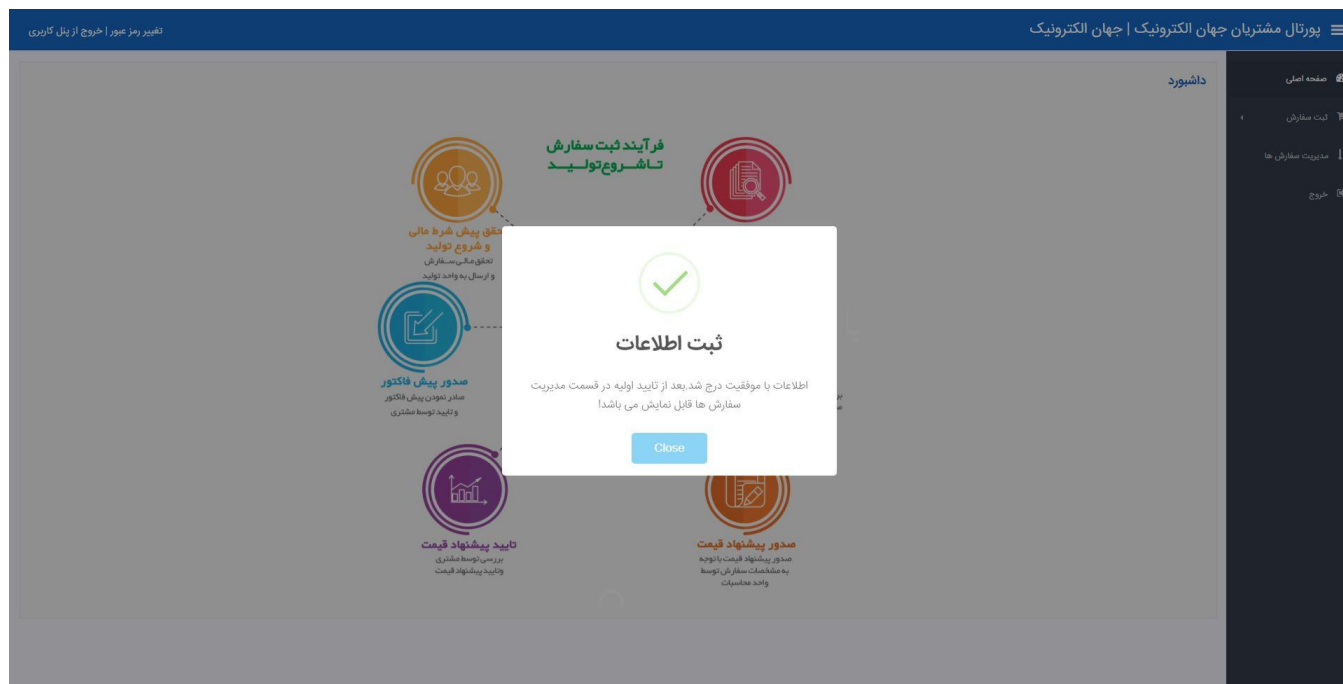 پورتال مشتریان جهان الکترونیک | جهان الکترونیک
تغییر رمز عبور | خروج از پنل کاربری
صفحه اصلی
ثبت سفارش
مدیریت سفارش ها
خروج
داشبورد
فرآیند ثبت سفارش
تا شروع تولید
تحقق پیش شرط مالی
و شروع تولید
تحقق مالی سفارش
و ارسال به واحد تولید
صدور پیش فاکتور
صادر نمودن پیش فاکتور
و تایید توسط مشتری
ثبت اطلاعات
اطلاعات با موفقیت درج شد.بعد از تایید اولیه در قسمت مدیریت
سفارش ها قابل نمایش می باشد!
Close
صدور پیشنهاد قیمت
صدور پیشنهاد قیمت با توجه
به مشخصات سفارش توسط
واحد محاسبات
تایید پیشنهاد قیمت
بررسی توسط مشتری
وتایید پیشنهاد قیمت